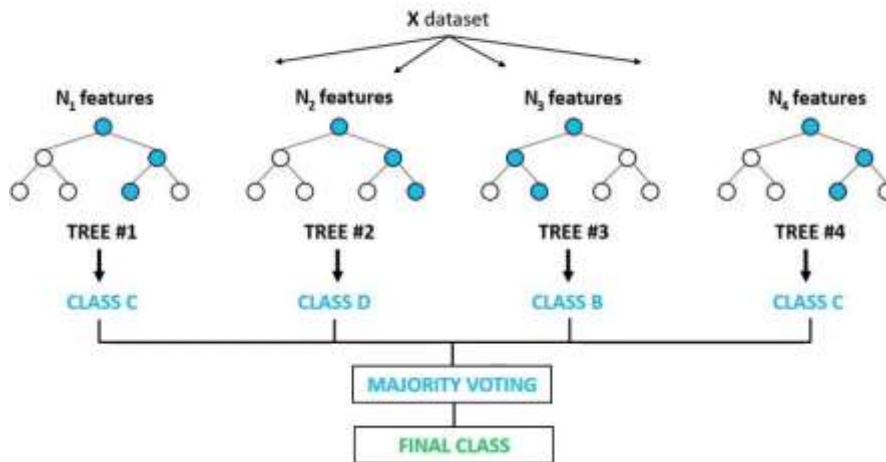 X dataset
N₁ features N₂ features N₃ features N₄ features
TREE #1 TREE #2 TREE #3 TREE #4
CLASS C CLASS D CLASS B CLASS C
MAJORITY VOTING
FINAL CLASS